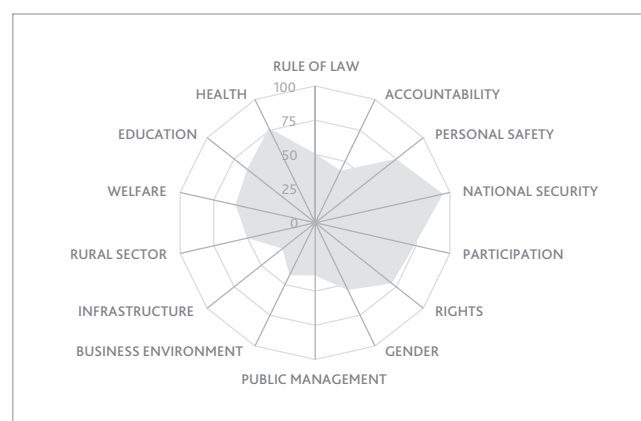 RULE OF LAW
100
HEALTH
ACCOUNTABILITY
75
EDUCATION
PERSONAL SAFETY
50
WELFARE
NATIONAL SECURITY
25
0
RURAL SECTOR
PARTICIPATION
INFRASTRUCTURE
RIGHTS
BUSINESS ENVIRONMENT
GENDER
PUBLIC MANAGEMENT